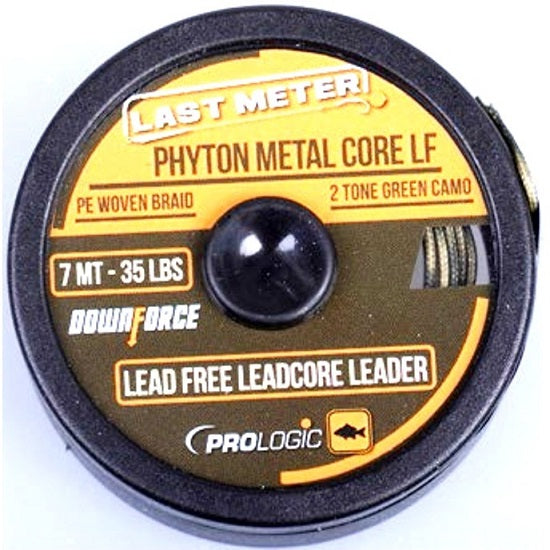 LAST METER
PHYTON METAL CORE LF
PE WOVEN BRAID
2 TONE GREEN CAMO
7 MT - 35 LBS
DOWNFORCE
LEAD FREE LEADCORE LEADER
PROLOGIC